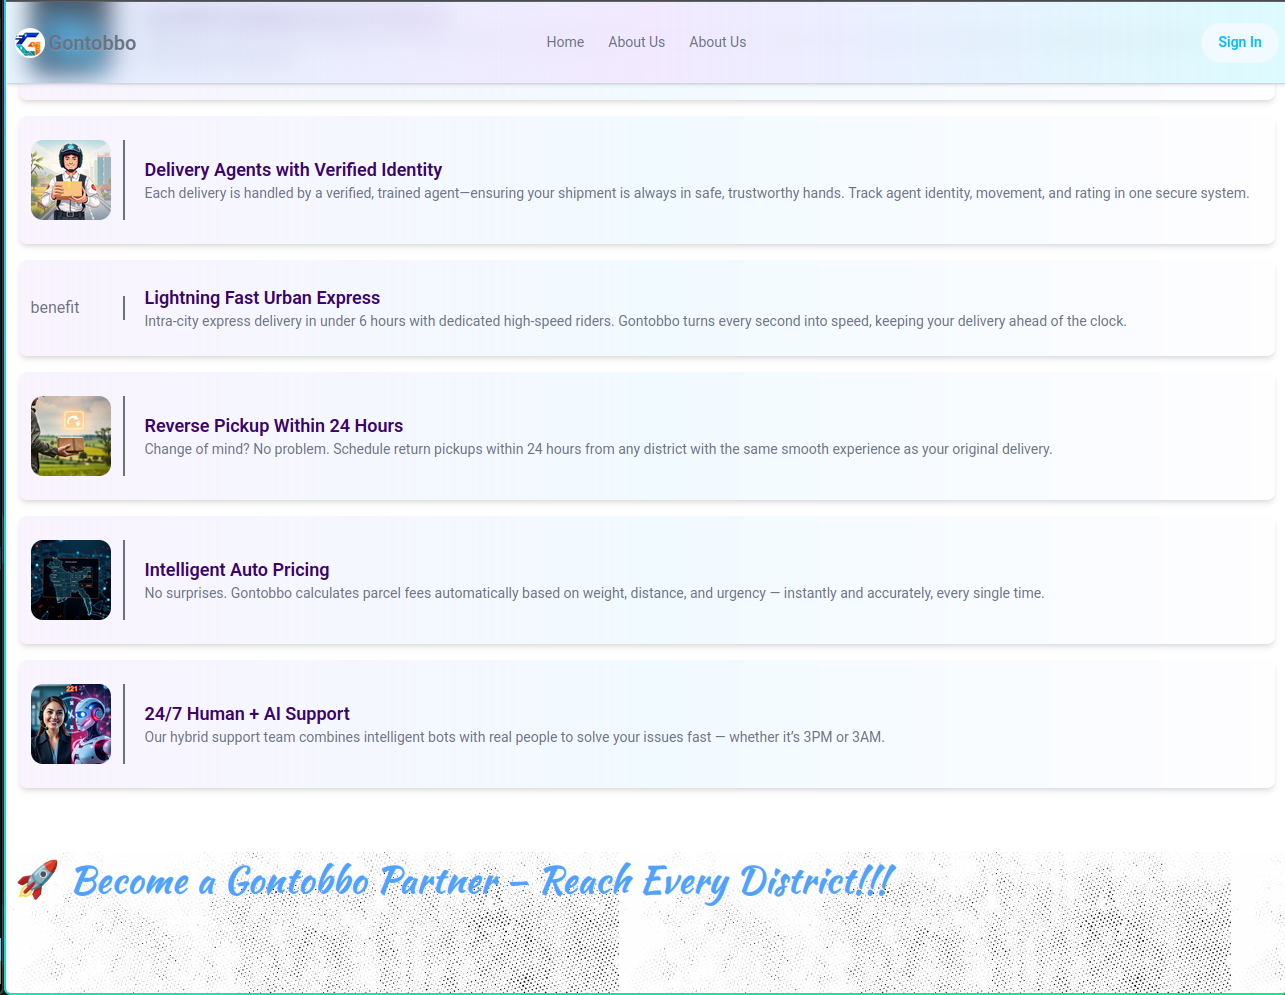 Gontobbo
Home About Us About Us
Sign In
Delivery Agents with Verified Identity
Each delivery is handled by a verified, trained agent—ensuring your shipment is always in safe, trustworthy hands. Track agent identity, movement, and rating in one secure system.
benefit
Lightning Fast Urban Express
Intra-city express delivery in under 6 hours with dedicated high-speed riders. Gontobbo turns every second into speed, keeping your delivery ahead of the clock.
Reverse Pickup Within 24 Hours
Change of mind? No problem. Schedule return pickups within 24 hours from any district with the same smooth experience as your original delivery.
Intelligent Auto Pricing
No surprises. Gontobbo calculates parcel fees automatically based on weight, distance, and urgency — instantly and accurately, every single time.
221
24/7 Human + AI Support
Our hybrid support team combines intelligent bots with real people to solve your issues fast — whether it’s 3PM or 3AM.
🚀 Become a Gontobbo Partner – Reach Every District!!!